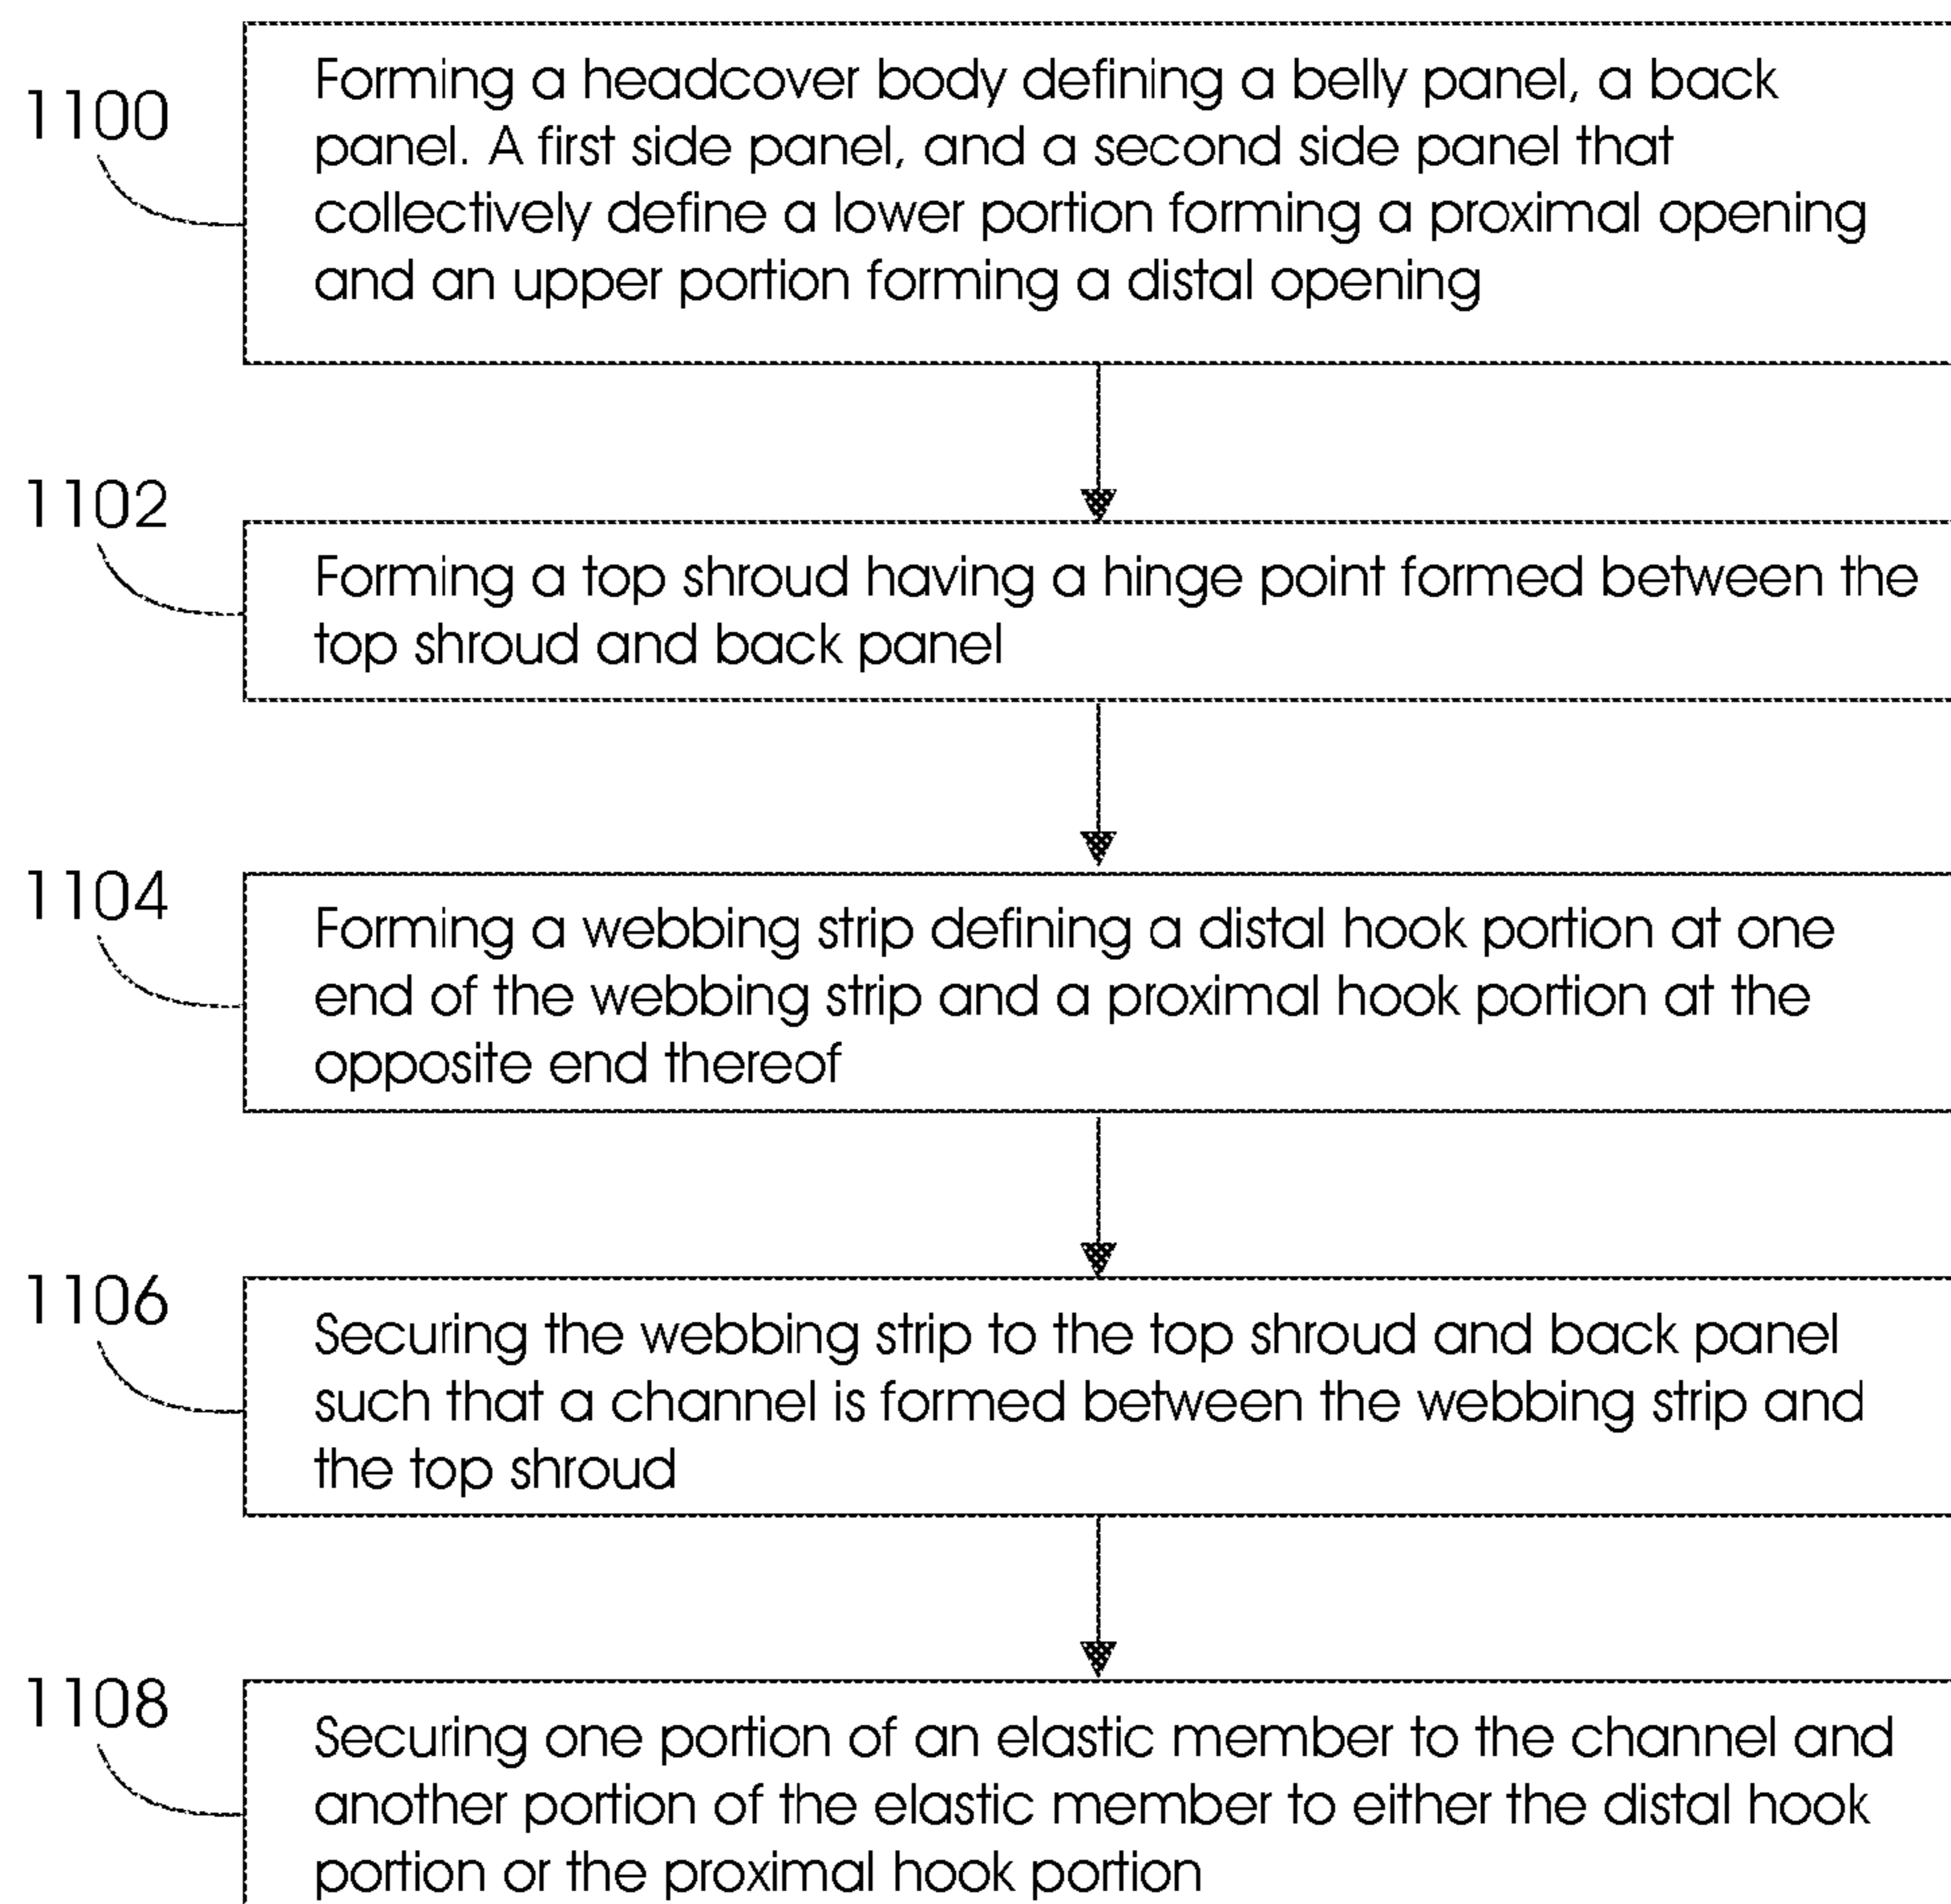 1100
Forming a headcover body defining a belly panel, a back
panel. A first side panel, and a second side panel that
collectively define a lower portion forming a proximal opening
and an upper portion forming a distal opening
1102
Forming a top shroud having a hinge point formed between the
top shroud and back panel
1104
Forming a webbing strip defining a distal hook portion at one
end of the webbing strip and a proximal hook portion at the
opposite end thereof
1106
Securing the webbing strip to the top shroud and back panel
such that a channel is formed between the webbing strip and
the top shroud
1108
Securing one portion of an elastic member to the channel and
another portion of the elastic member to either the distal hook
portion or the proximal hook portion